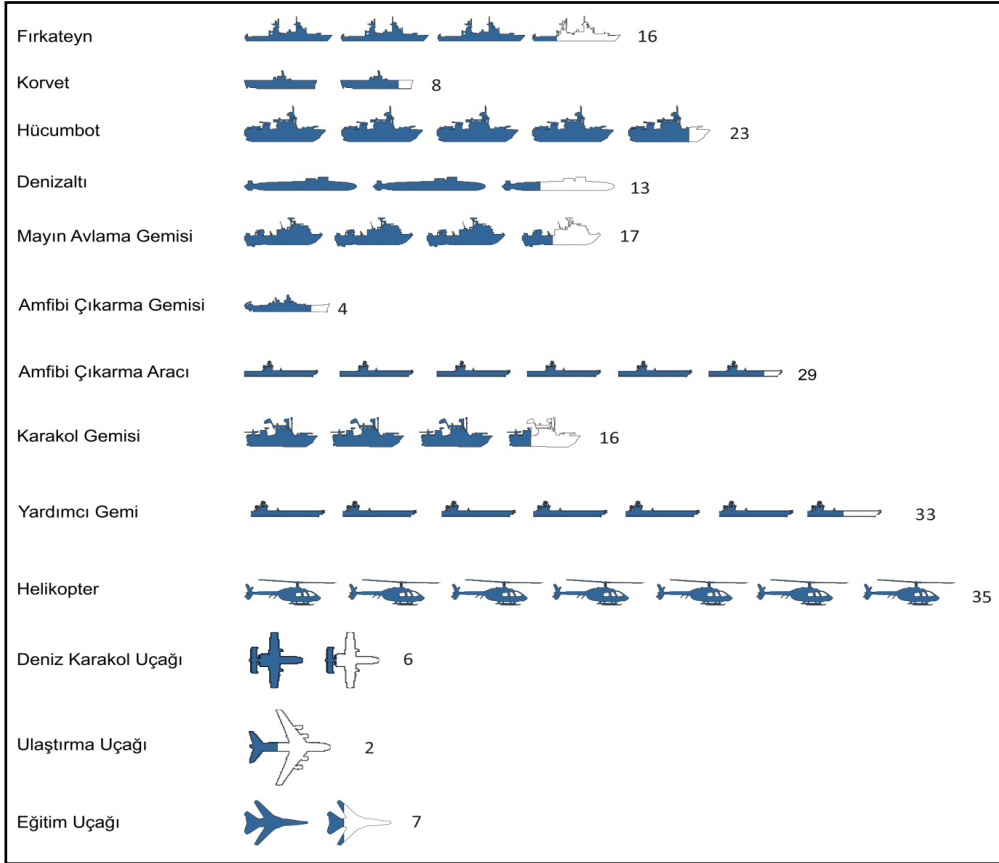 Fırkateyn 16
Korvet 8
Hücumbot 23
Denizaltı 13
Mayın Avlama Gemisi 17
Amfibi Çıkarma Gemisi 4
Amfibi Çıkarma Aracı 29
Karakol Gemisi 16
Yardımcı Gemi 33
Helikopter 35
Deniz Karakol Uçağı 6
Ulaştırma Uçağı 2
Eğitim Uçağı 7